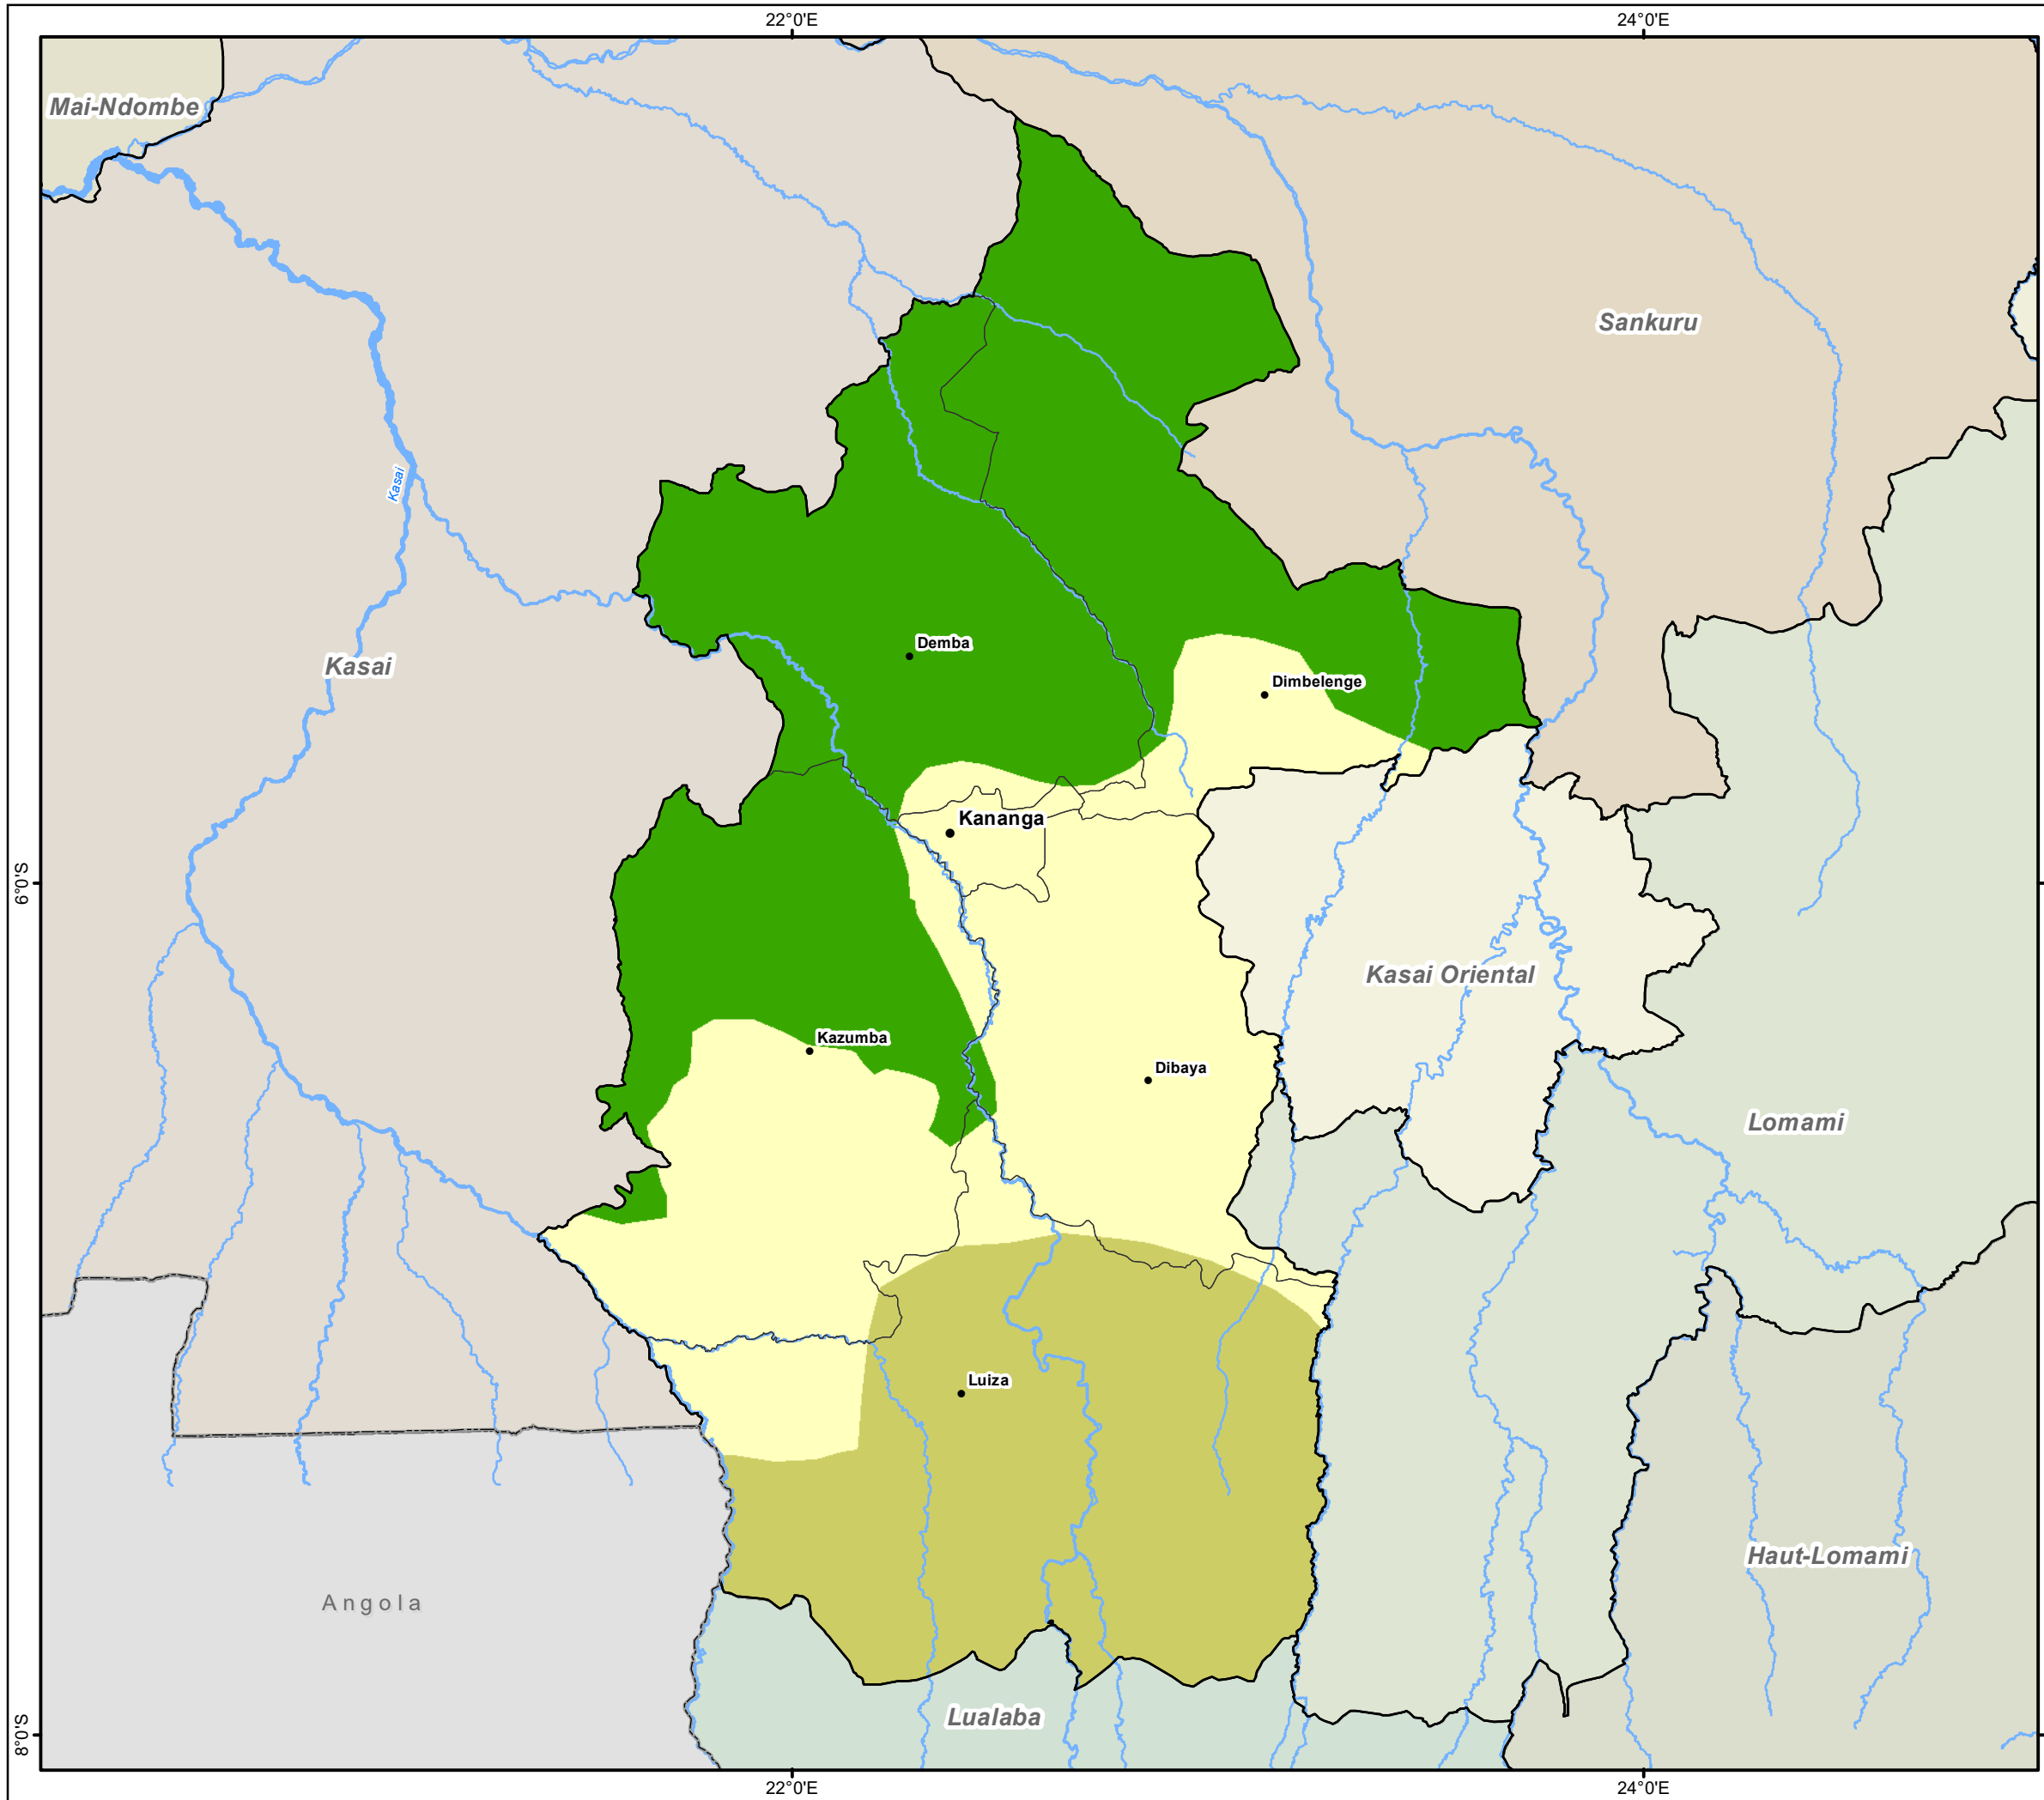 22°0'E
24°0'E
Mai-Ndombe
Sankuru
Kasai
Demba
Kasai
Dimbelenge
Kananga
6°0'S
Kasai Oriental
Kazumba
Dibaya
Lomami
Luiza
Haut-Lomami
Angola
Lualaba
8°0'S
22°0'E
24°0'E